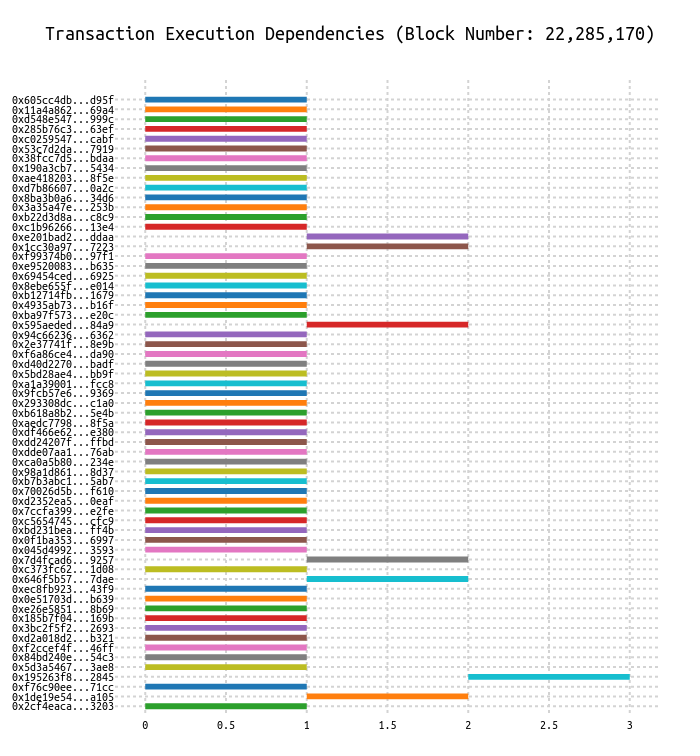 Transaction Execution Dependencies (Block Number: 22,285,170)
0x605cc4db...d95f
0x11a4a862...69a4
0xd548e547...999c
0x285b76c3...63ef
0xc0259547...cabf
0x53c7d2da...7919
0x38fcc7d5...bdaa
0x190a3cb7...5434
0xae418203...8f5e
0xd7b86607...0a2c
0x8ba3b0a6...34d6
0x3a35a47e...253b
0xb22d3d8a...c8c9
0xc1b96266...13e4
0xe201bad2...ddaa
0x1cc30a97...7223
0xf99374b0...97f1
0xe9520083...b635
0x69454ced...6925
0x8ebe655f...e014
0xb12714fb...1679
0x4935ab73...b16f
0xba97f573...e20c
0x595aeded...84a9
0x94c66236...6362
0x2e37741f...8e9b
0xf6a86ce4...da90
0xd40d2270...badf
0x5bd28ae4...bb9f
0xa1a39001...fcc8
0x9fcb57e6...9369
0x293308dc...c1a0
0xb618a8b2...5e4b
0xaedc7798...8f5a
0xdf466e62...e380
0xdd24207f...ffbd
0xdde07aa1...76ab
0xca0a5b80...234e
0x98a1d861...8d37
0xb7b3abc1...5ab7
0x70026d5b...f610
0xd2352ea5...0eaf
0x7ccfa399...e2fe
0xc5654745...cfc9
0xbd231bea...ff4b
0x0f1ba353...6997
0x045d4992...3593
0x7d4fcad6...9257
0xc373fc62...1d08
0x646f5b57...7dae
0xec8fb923...43f9
0x0e51703d...b639
0xe26e5851...8b69
0x185b7f04...169b
0x3bc2f5f2...2693
0xd2a018d2...b321
0xf2ccef4f...46ff
0x84bd240e...54c3
0x5d3a5467...3ae8
0x195263f8...2845
0xf76c90ee...71cc
0x1de19e54...a105
0x2cf4eaca...3203
0 0.5 1 1.5 2 2.5 3